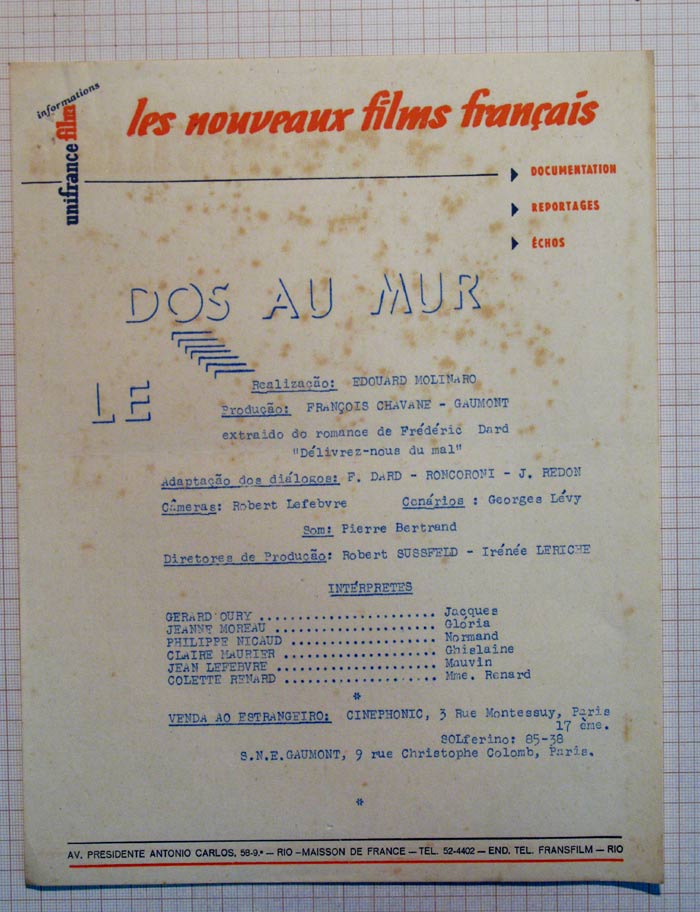 informations
unifrance film
les nouveaux films français
DOCUMENTATION
REPORTAGES
ÉCHOS
DOS AU MUR
LE
Realização: EDOUARD MOLINARO
Produção: FRANÇOIS CHAVANE - GAUMONT
extraido do romance de Frédéric Dard
"Délivrez-nous du mal"
Adaptação dos diálogos: F. DARD - RONCORONI - J. REDON
Câmeras: Robert Lefebvre Cenários : Georges Lévy
Som: Pierre Bertrand
Diretores de Produção: Robert SUSSFELD - Irénée LERICHE
INTÉRPRETES
GERARD OURY ........................ Jacques
JEANNE MOREAU ...................... Glória
PHILIPPE NICAUD .................... Normand
CLAIRE MAURIER ..................... Ghislaine
JEAN LEFEBVRE ...................... Mauvin
COLETTE RENARD ..................... Mme. Renard
*
VENDA AO ESTRANGEIRO: CINEPHONIC, 3 Rue Montessuy, Paris
17 ème.
SOLferino: 85-38
S.N.E.GAUMONT, 9 rue Christophe Colomb, Paris.
*
AV. PRESIDENTE ANTONIO CARLOS, 58-9.º — RIO -MAISSON DE FRANCE — TEL. 52-4402 — END. TEL. FRANSFILM — RIO